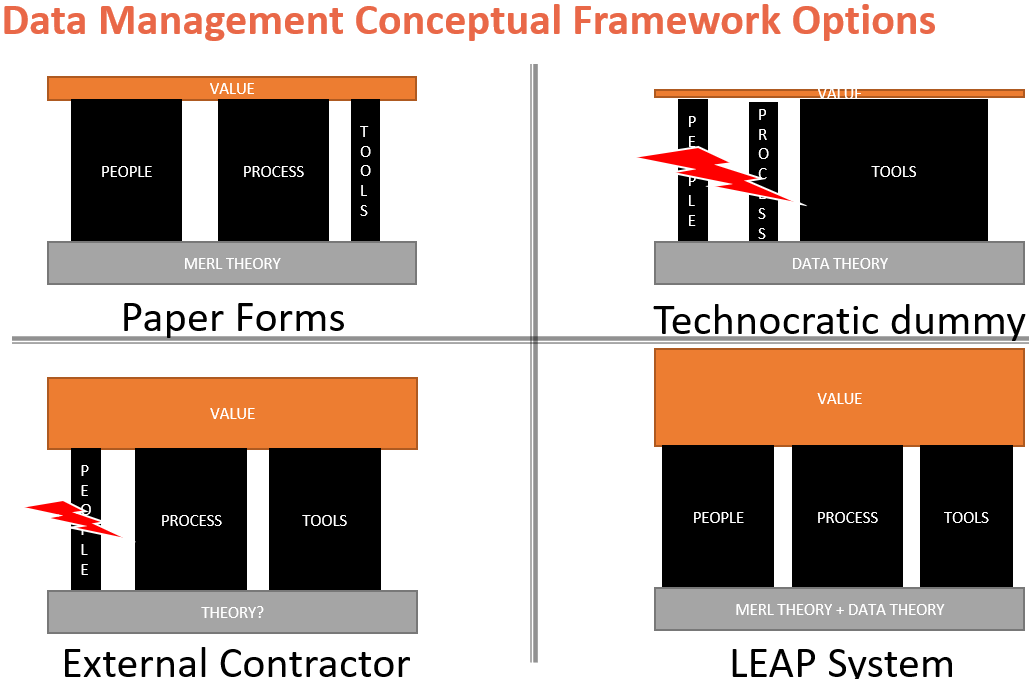 Data Management Conceptual Framework Options
VALUE
PEOPLE
PROCESS
TOOLS
MERL THEORY
Paper Forms
VALUE
PEOPLE
PROCESS
TOOLS
DATA THEORY
Technocratic dummy
VALUE
PEOPLE
PROCESS
TOOLS
THEORY?
External Contractor
VALUE
PEOPLE
PROCESS
TOOLS
MERL THEORY + DATA THEORY
LEAP System